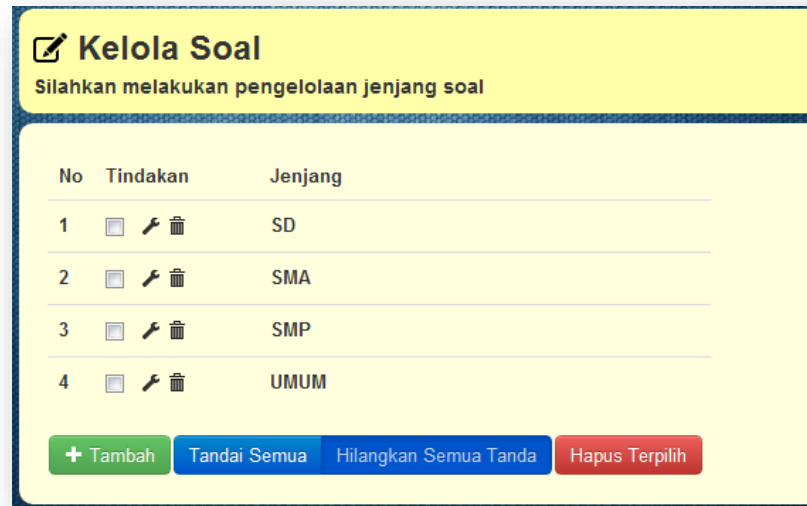 Kelola Soal
Silahkan melakukan pengelolaan jenjang soal
No Tindakan Jenjang
1 SD
2 SMA
3 SMP
4 UMUM
+ Tambah Tandai Semua Hilangkan Semua Tanda Hapus Terpilih